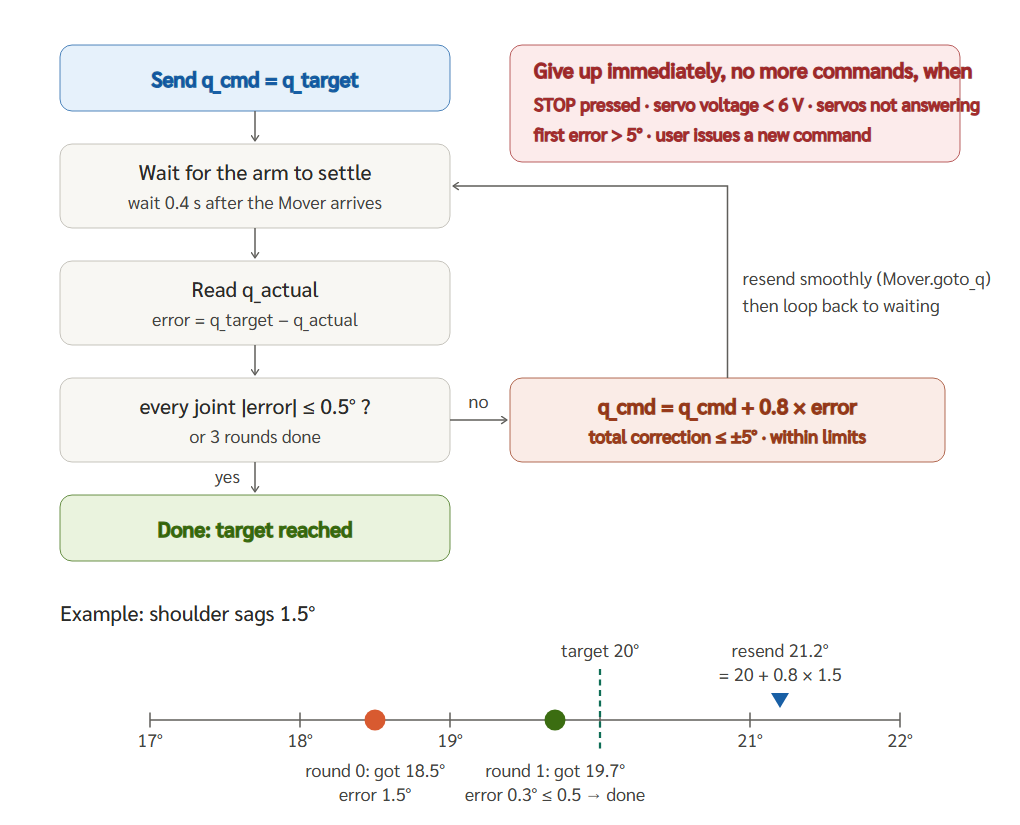 Send q_cmd = q_target
Give up immediately, no more commands, when
STOP pressed · servo voltage < 6 V · servos not answering
first error > 5° · user issues a new command
Wait for the arm to settle
wait 0.4 s after the Mover arrives
Read q_actual
error = q_target − q_actual
resend smoothly (Mover.goto_q)
then loop back to waiting
every joint |error| ≤ 0.5° ?
or 3 rounds done
no
q_cmd = q_cmd + 0.8 × error
total correction ≤ ±5° · within limits
yes
Done: target reached
Example: shoulder sags 1.5°
target 20°
resend 21.2°
= 20 + 0.8 × 1.5
17°
18°
19°
21°
22°
round 0: got 18.5°
error 1.5°
round 1: got 19.7°
error 0.3° ≤ 0.5 → done